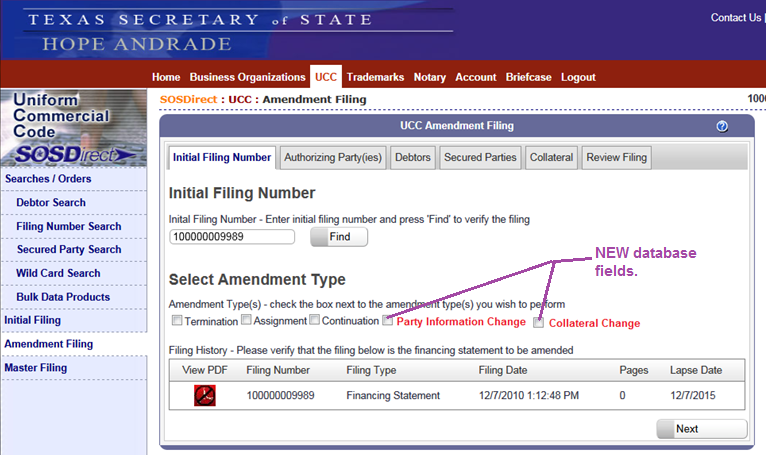 TEXAS SECRETARY of STATE
HOPE ANDRADE
Contact Us
Home Business Organizations UCC Trademarks Notary Account Briefcase Logout
Uniform
Commercial
Code
SOSDirect
SOSDirect : UCC : Amendment Filing
1000
Searches / Orders
Debtor Search
Filing Number Search
Secured Party Search
Wild Card Search
Bulk Data Products
Initial Filing
Amendment Filing
Master Filing
UCC Amendment Filing
?
Initial Filing Number Authorizing Party(ies) Debtors Secured Parties Collateral Review Filing
Initial Filing Number
Inital Filing Number - Enter initial filing number and press 'Find' to verify the filing
100000009989 Find
NEW database
fields.
Select Amendment Type
Amendment Type(s) - check the box next to the amendment type(s) you wish to perform
Termination Assignment Continuation Party Information Change Collateral Change
Filing History - Please verify that the filing below is the financing statement to be amended
View PDF Filing Number Filing Type Filing Date Pages Lapse Date
100000009989 Financing Statement 12/7/2010 1:12:48 PM 0 12/7/2015
Next